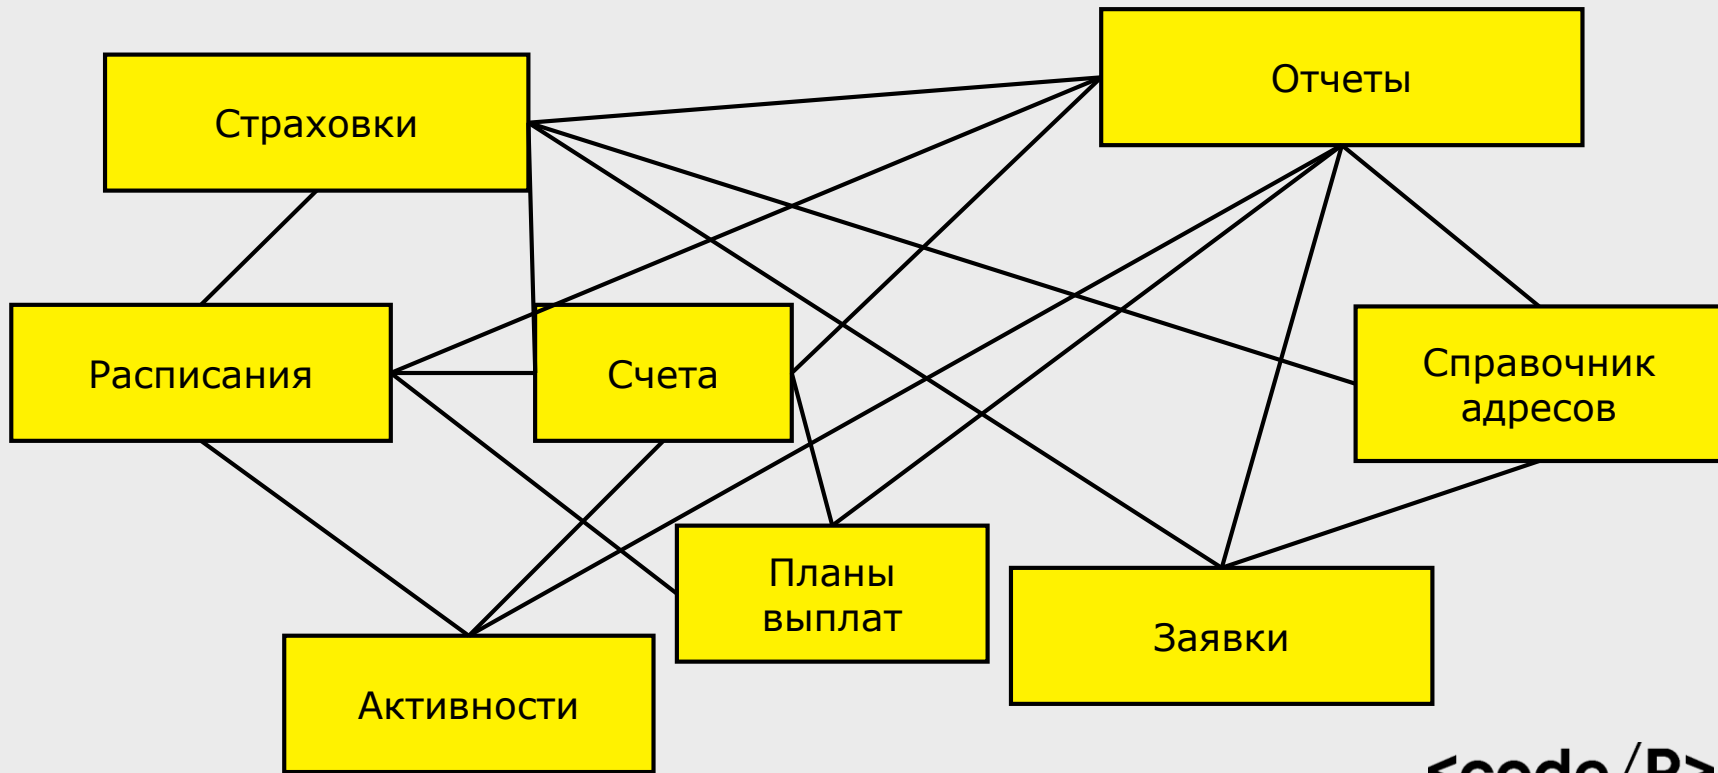 Отчеты
Страховки
Расписания
Счета
Справочник
адресов
Планы
выплат
Заявки
Активности